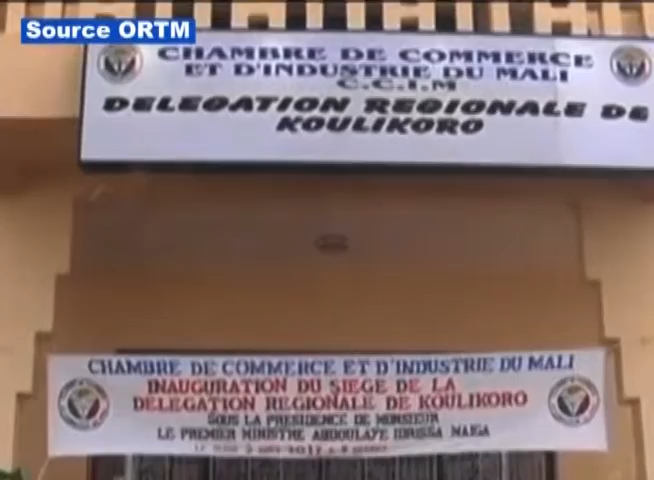 Source ORTM
CHAMBRE DE COMMERCE
ET D'INDUSTRIE DU MALI
C.C.I.M
DELEGATION REGIONALE DE
KOULIKORO
CHAMBRE DE COMMERCE ET D'INDUSTRIE DU MALI
INAUGURATION DU SIEGE DE LA
DELEGATION REGIONALE DE KOULIKORO
SOUS LA PRESIDENCE DE MONSIEUR
LE PREMIER MINISTRE ABDOULAYE IDRISSA MAIGA